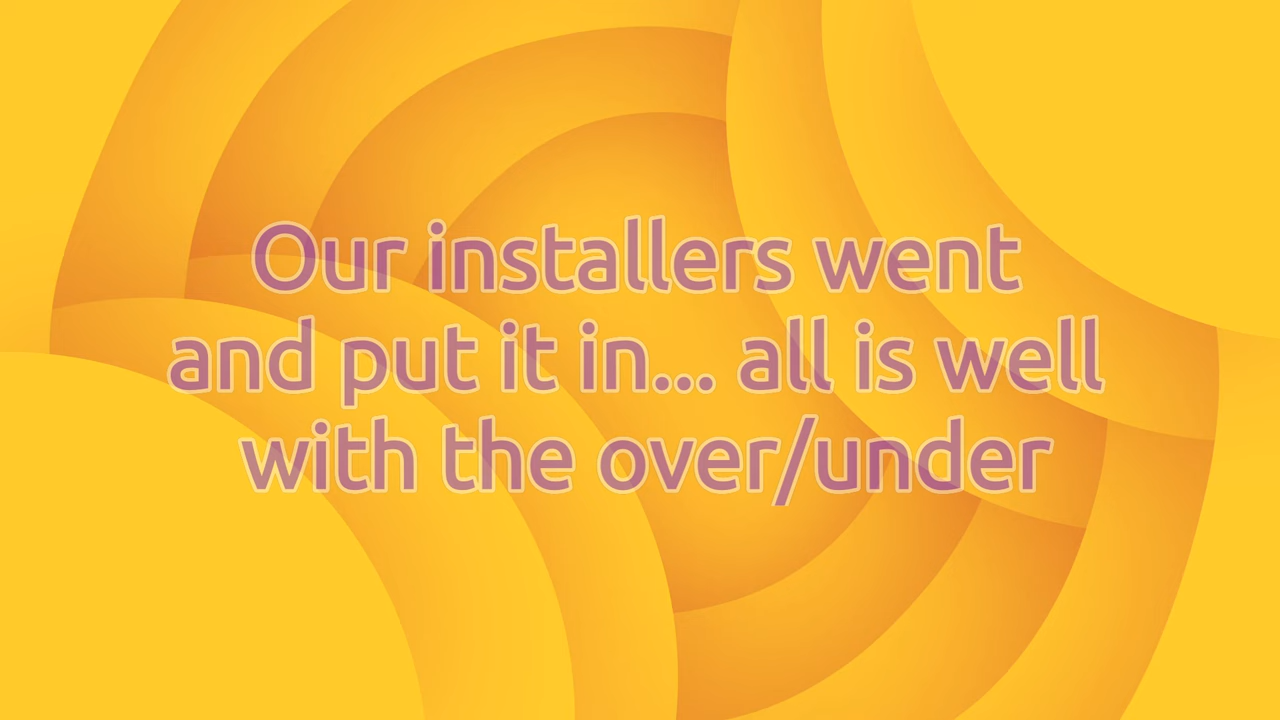 Our installers went
and put it in... all is well
with the over/under